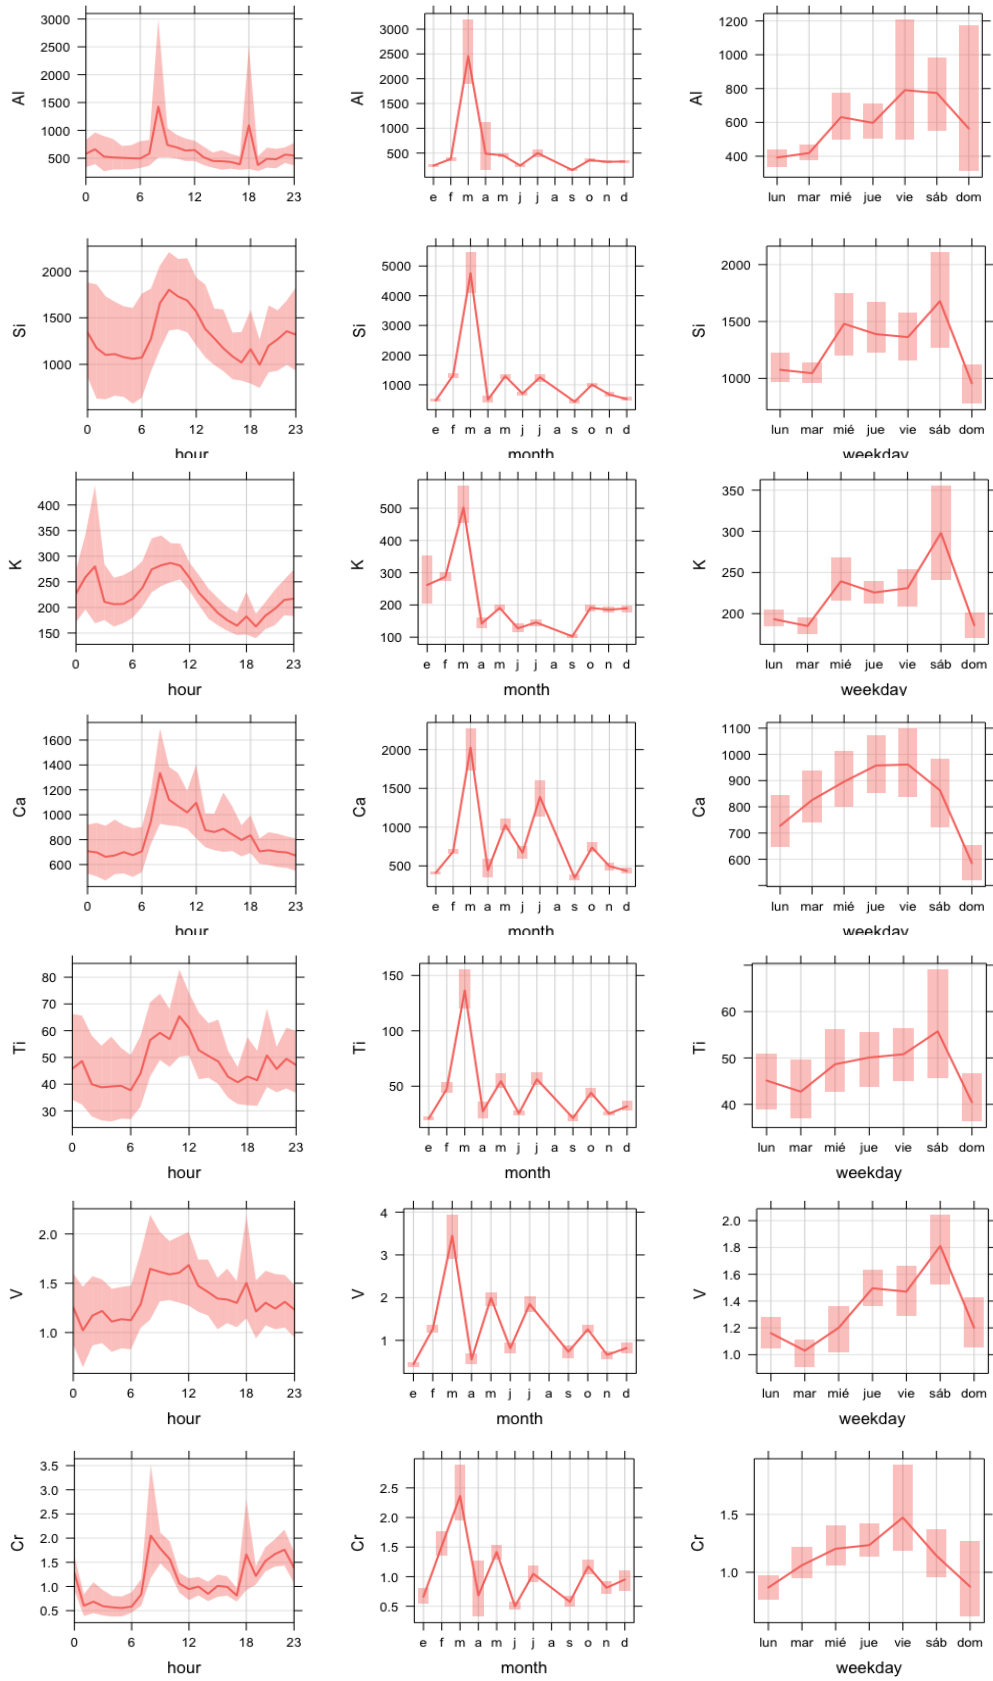 3000
2500
2000
1500
1000
500
Al
0 6 12 18 23
3000
2500
2000
1500
1000
500
Al
e f m a m j j a s o n d
1200
1000
800
600
400
Al
lun mar mié jue vie sáb dom
2000
1500
1000
Si
0 6 12 18 23
hour
5000
4000
3000
2000
1000
Si
e f m a m j j a s o n d
month
2000
1500
1000
Si
lun mar mié jue vie sáb dom
weekday
400
350
300
250
200
150
K
0 6 12 18 23
hour
500
400
300
200
100
K
e f m a m j j a s o n d
month
350
300
250
200
K
lun mar mié jue vie sáb dom
weekday
1600
1400
1200
1000
800
600
Ca
0 6 12 18 23
hour
2000
1500
1000
500
Ca
e f m a m j j a s o n d
month
1100
1000
900
800
700
600
Ca
lun mar mié jue vie sáb dom
weekday
80
70
60
50
40
30
Ti
0 6 12 18 23
hour
150
100
50
Ti
e f m a m j j a s o n d
month
60
50
40
Ti
lun mar mié jue vie sáb dom
weekday
2.0
1.5
1.0
V
0 6 12 18 23
hour
4
3
2
1
V
e f m a m j j a s o n d
month
2.0
1.8
1.6
1.4
1.2
1.0
V
lun mar mié jue vie sáb dom
weekday
3.5
3.0
2.5
2.0
1.5
1.0
0.5
Cr
0 6 12 18 23
hour
2.5
2.0
1.5
1.0
0.5
Cr
e f m a m j j a s o n d
month
1.5
1.0
Cr
lun mar mié jue vie sáb dom
weekday